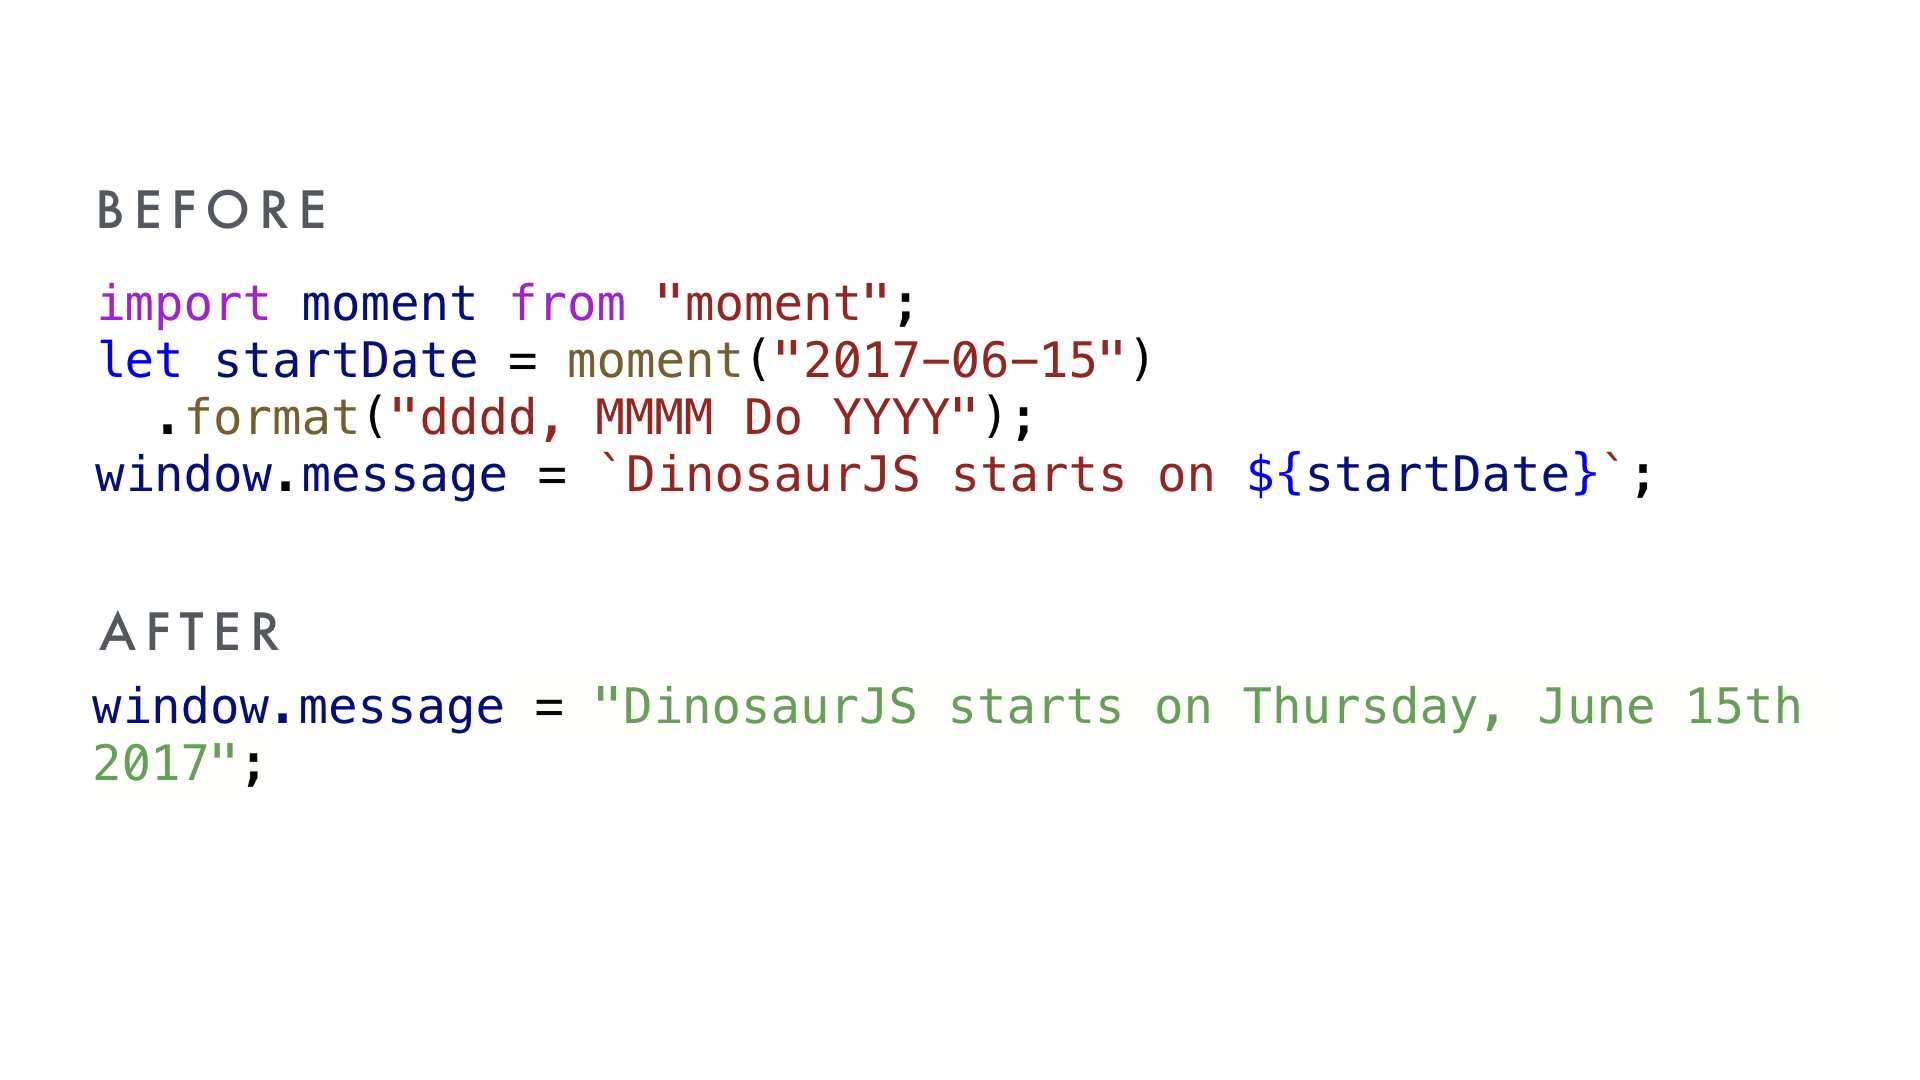 BEFORE
import moment from "moment";
let startDate = moment("2017-06-15")
  .format("dddd, MMMM Do YYYY");
window.message = `DinosaurJS starts on ${startDate}`;
AFTER
window.message = "DinosaurJS starts on Thursday, June 15th
2017";